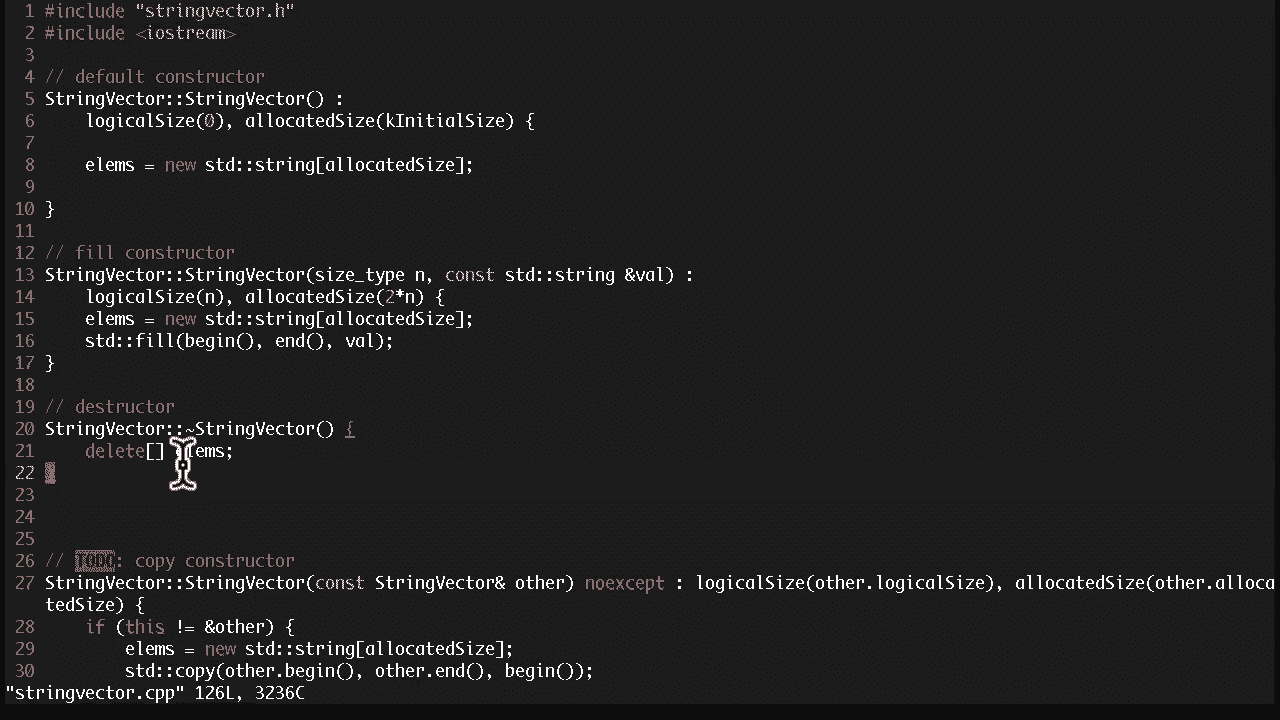 1 #include "stringvector.h"
2 #include <iostream>
3
4 // default constructor
5 StringVector::StringVector() :
6     logicalSize(0), allocatedSize(kInitialSize) {
7
8     elems = new std::string[allocatedSize];
9
10 }
11
12 // fill constructor
13 StringVector::StringVector(size_type n, const std::string &val) :
14     logicalSize(n), allocatedSize(2*n) {
15     elems = new std::string[allocatedSize];
16     std::fill(begin(), end(), val);
17 }
18
19 // destructor
20 StringVector::~StringVector() {
21     delete[] elems;
22
23
24
25
26 // TODO: copy constructor
27 StringVector::StringVector(const StringVector& other) noexcept : logicalSize(other.logicalSize), allocatedSize(other.alloca
tedSize) {
28     if (this != &other) {
29         elems = new std::string[allocatedSize];
30         std::copy(other.begin(), other.end(), begin());
"stringvector.cpp" 126L, 3236C